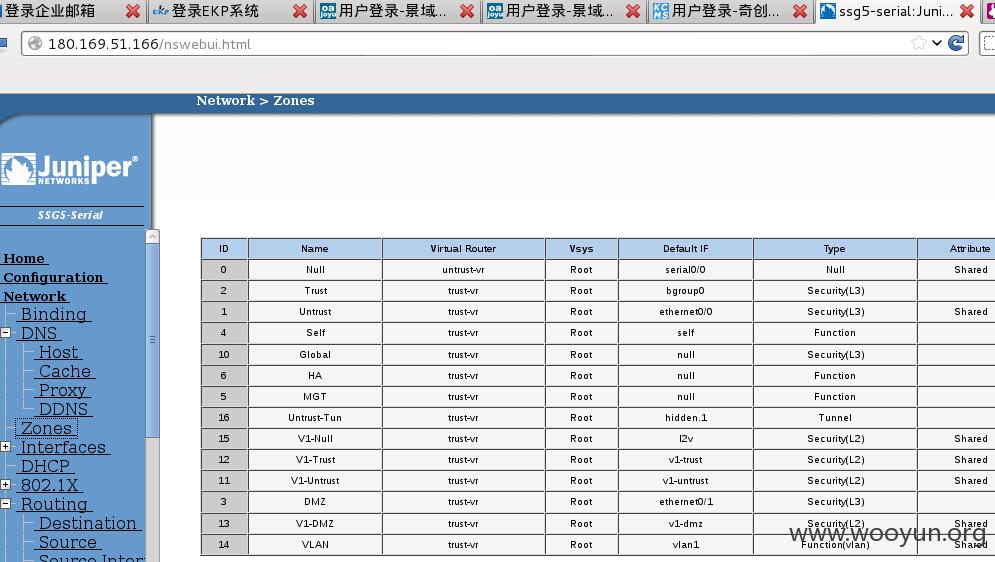 登录企业邮箱 EKP 登录EKP系统 oa joyu 用户登录-景域... oa joyu 用户登录-景域... KC MS 用户登录-奇创... ssg5-serial:Juni...
180.169.51.166/nswebui.html
Network > Zones
Juniper®
NETWORKS
SSG5-Serial
Home
Configuration
Network
Binding
DNS
Host
Cache
Proxy
DDNS
Zones
Interfaces
DHCP
802.1X
Routing
Destination
Source
Source Inter
ID Name Virtual Router Vsys Default IF Type Attribute
0 Null untrust-vr Root serial0/0 Null Shared
2 Trust trust-vr Root bgroup0 Security(L3)
1 Untrust trust-vr Root ethernet0/0 Security(L3) Shared
4 Self trust-vr Root self Function
10 Global trust-vr Root null Security(L3)
6 HA trust-vr Root null Function
5 MGT trust-vr Root null Function
16 Untrust-Tun trust-vr Root hidden.1 Tunnel
15 V1-Null trust-vr Root l2v Security(L2) Shared
12 V1-Trust trust-vr Root v1-trust Security(L2) Shared
11 V1-Untrust trust-vr Root v1-untrust Security(L2) Shared
3 DMZ trust-vr Root ethernet0/1 Security(L3)
13 V1-DMZ trust-vr Root v1-dmz Security(L2) Shared
14 VLAN trust-vr Root vlan1 Function(vlan) Shared
www.wooyun.org